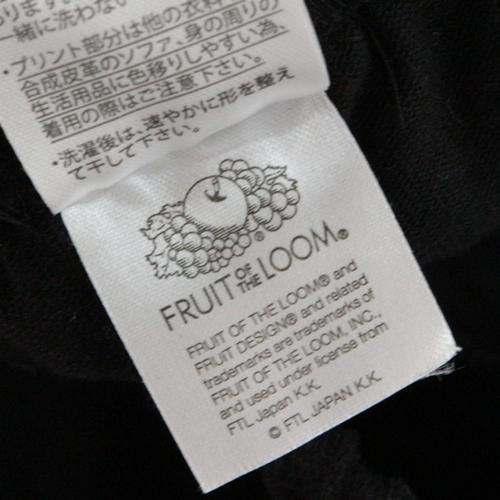 一緒に洗わない
・プリント部分は他の衣料
合成皮革のソファ、身の周りの
生活用品に色移りしやすい為、
着用の際はご注意下さい。
・洗濯後は、速やかに形を整え
て干して下さい。
®
FRUIT OF THE LOOM®
FRUIT OF THE LOOM® and
FRUIT DESIGN® and related
trademarks are trademarks of
FRUIT OF THE LOOM, INC.,
and used under license from
FTL Japan K.K.
© FTL JAPAN K.K.